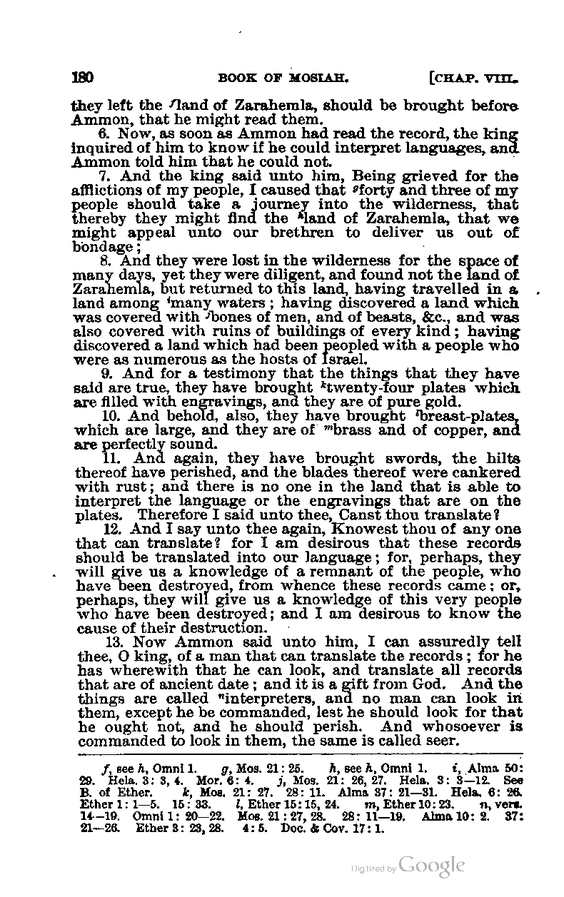 180 BOOK OF MOSIAH. [CHAP. VIII.
they left the ᶠland of Zarahemla, should be brought before
Ammon, that he might read them.
6. Now, as soon as Ammon had read the record, the king
inquired of him to know if he could interpret languages, and
Ammon told him that he could not.
7. And the king said unto him, Being grieved for the
afflictions of my people, I caused that ᵍforty and three of my
people should take a journey into the wilderness, that
thereby they might find the ʰland of Zarahemla, that we
might appeal unto our brethren to deliver us out of
bondage;
8. And they were lost in the wilderness for the space of
many days, yet they were diligent, and found not the land of
Zarahemla, but returned to this land, having travelled in a
land among ⁱmany waters; having discovered a land which
was covered with ʲbones of men, and of beasts, &c., and was
also covered with ruins of buildings of every kind; having
discovered a land which had been peopled with a people who
were as numerous as the hosts of Israel.
9. And for a testimony that the things that they have
said are true, they have brought ᵏtwenty-four plates which
are filled with engravings, and they are of pure gold.
10. And behold, also, they have brought ˡbreast-plates,
which are large, and they are of ᵐbrass and of copper, and
are perfectly sound.
11. And again, they have brought swords, the hilts
thereof have perished, and the blades thereof were cankered
with rust; and there is no one in the land that is able to
interpret the language or the engravings that are on the
plates. Therefore I said unto thee, Canst thou translate?
12. And I say unto thee again, Knowest thou of any one
that can translate? for I am desirous that these records
should be translated into our language; for, perhaps, they
will give us a knowledge of a remnant of the people, who
have been destroyed, from whence these records came; or,
perhaps, they will give us a knowledge of this very people
who have been destroyed; and I am desirous to know the
cause of their destruction.
13. Now Ammon said unto him, I can assuredly tell
thee, O king, of a man that can translate the records; for he
has wherewith that he can look, and translate all records
that are of ancient date; and it is a gift from God. And the
things are called ⁿinterpreters, and no man can look in
them, except he be commanded, lest he should look for that
he ought not, and he should perish. And whosoever is
commanded to look in them, the same is called seer.
f, see h, Omni 1. g, Mos. 21: 25. h, see h, Omni 1. i, Alma 50:
29. Hela. 3: 3, 4. Mor. 6: 4. j, Mos. 21: 26, 27. Hela. 3: 3—12. See
B. of Ether. k, Mos. 21: 27. 28: 11. Alma 37: 21—31. Hela. 6: 26.
Ether 1: 1—5. 15: 33. l, Ether 15: 15, 24. m, Ether 10: 23. n, vers.
14—19. Omni 1: 20—22. Mos. 21: 27, 28. 28: 11—19. Alma 10: 2. 37:
21—26. Ether 3: 23, 28. 4: 5. Doc. & Cov. 17: 1.
Digitized by Google